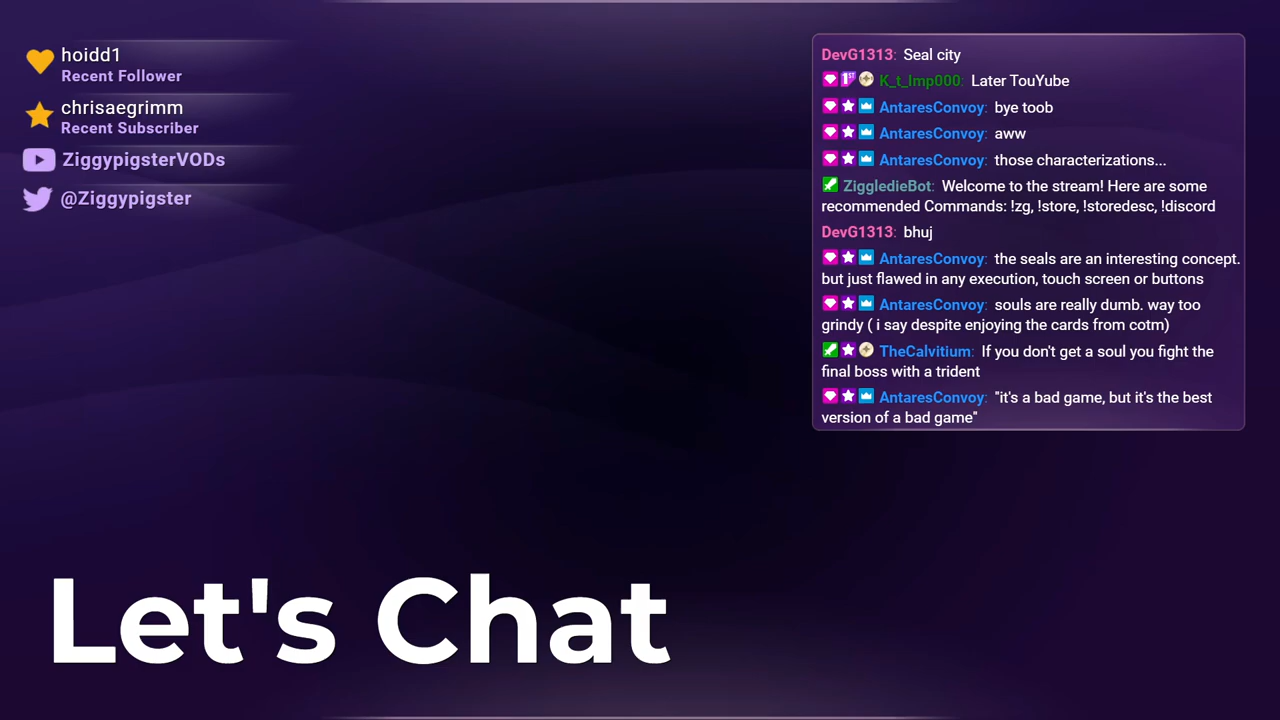 hoidd1
Recent Follower
chrisaegrimm
Recent Subscriber
ZiggypigsterVODs
@Ziggypigster
DevG1313: Seal city
1ST K_t_Imp000: Later TouYube
AntaresConvoy: bye toob
AntaresConvoy: aww
AntaresConvoy: those characterizations...
ZiggledieBot: Welcome to the stream! Here are some
recommended Commands: !zg, !store, !storedesc, !discord
DevG1313: bhuj
AntaresConvoy: the seals are an interesting concept.
but just flawed in any execution, touch screen or buttons
AntaresConvoy: souls are really dumb. way too
grindy ( i say despite enjoying the cards from cotm)
TheCalvitium: If you don't get a soul you fight the
final boss with a trident
AntaresConvoy: "it's a bad game, but it's the best
version of a bad game"
Let's Chat